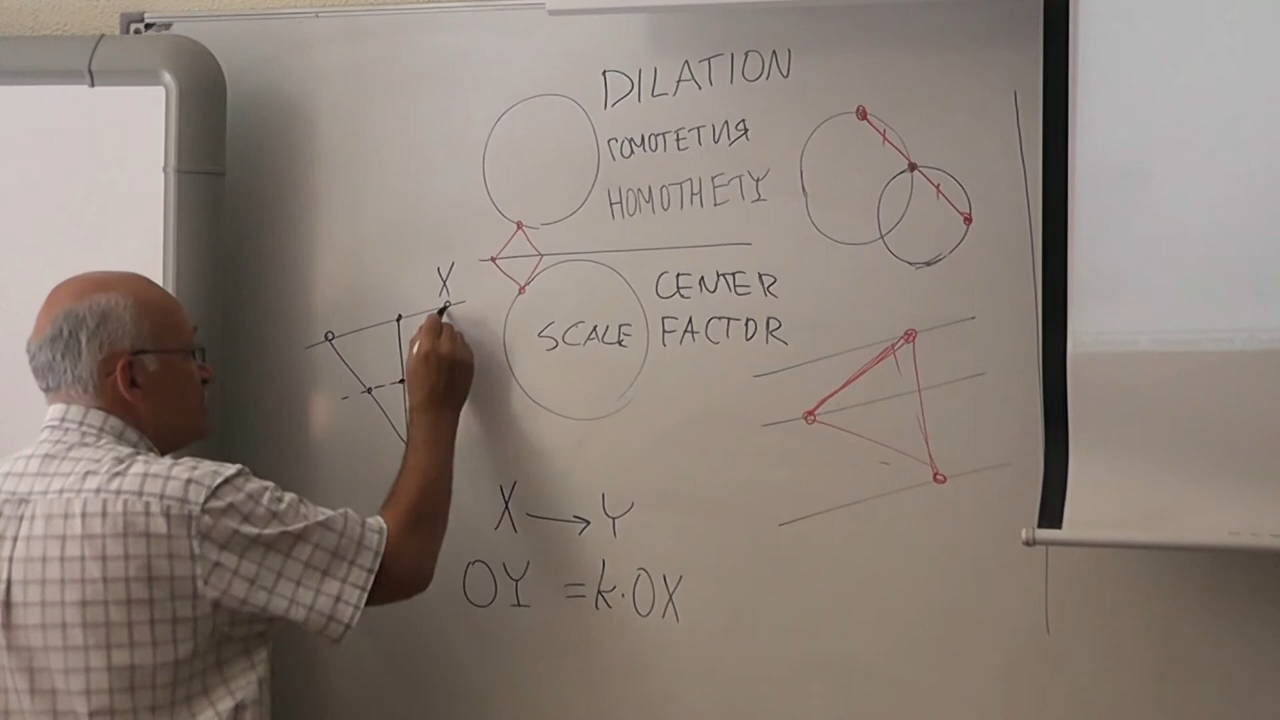 DILATION
ГОМОТЕТИЯ
HOMOTHETY
CENTER
SCALE FACTOR
X
X → Y
OY = k·OX